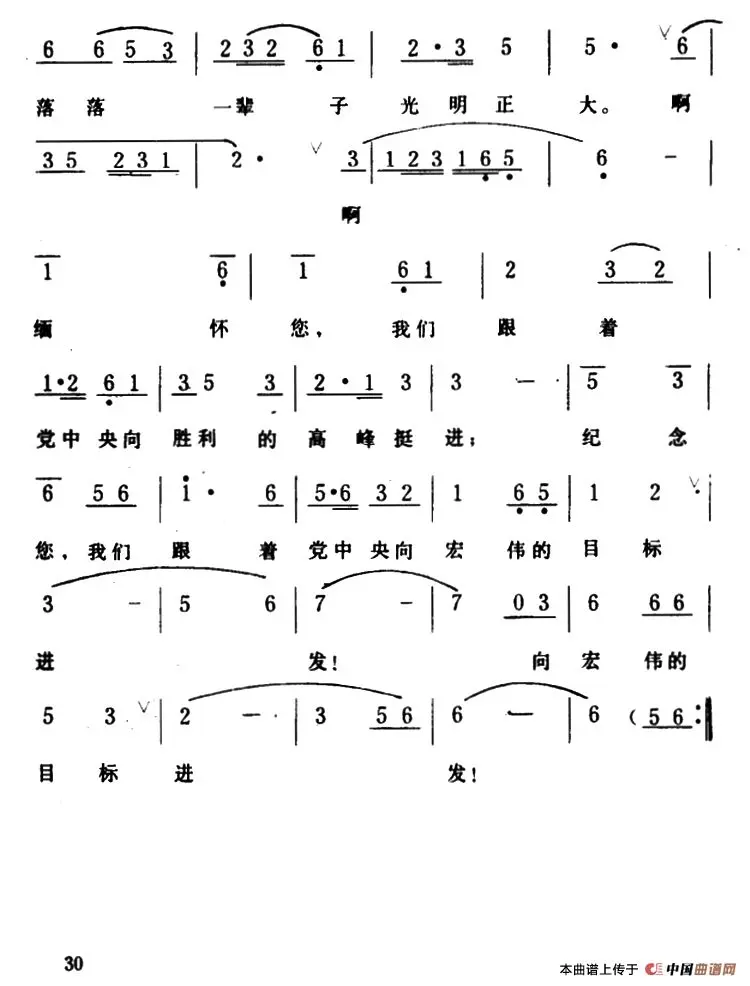 6 6 5 3 | 2 3 2 6 1 | 2 · 3 5 | 5 · 6 |
落落 一辈 子 光明正 大。 啊
3 5 2 3 1 | 2 · 3 | 1 2 3 1 6 5 | 6 - |
啊
1 6 | 1 6 1 | 2 3 2 |
缅 怀 您, 我们 跟 着
1·2 6 1 | 3 5 3 | 2 · 1 3 | 3 - | 5 3 |
党中央向 胜利 的 高峰挺 进; 纪 念
6 5 6 | 1 · 6 | 5·6 3 2 | 1 6 5 | 1 2
您, 我们 跟 着 党中央向 宏 伟的 目 标
3 - | 5 6 | 7 - | 7 0 3 | 6 6 6 |
进 发! 向 宏 伟的
5 3 | 2 - | 3 5 6 | 6 - | 6 (5 6 :‖
目 标 进 发!
30
本曲谱上传于 中国曲谱网